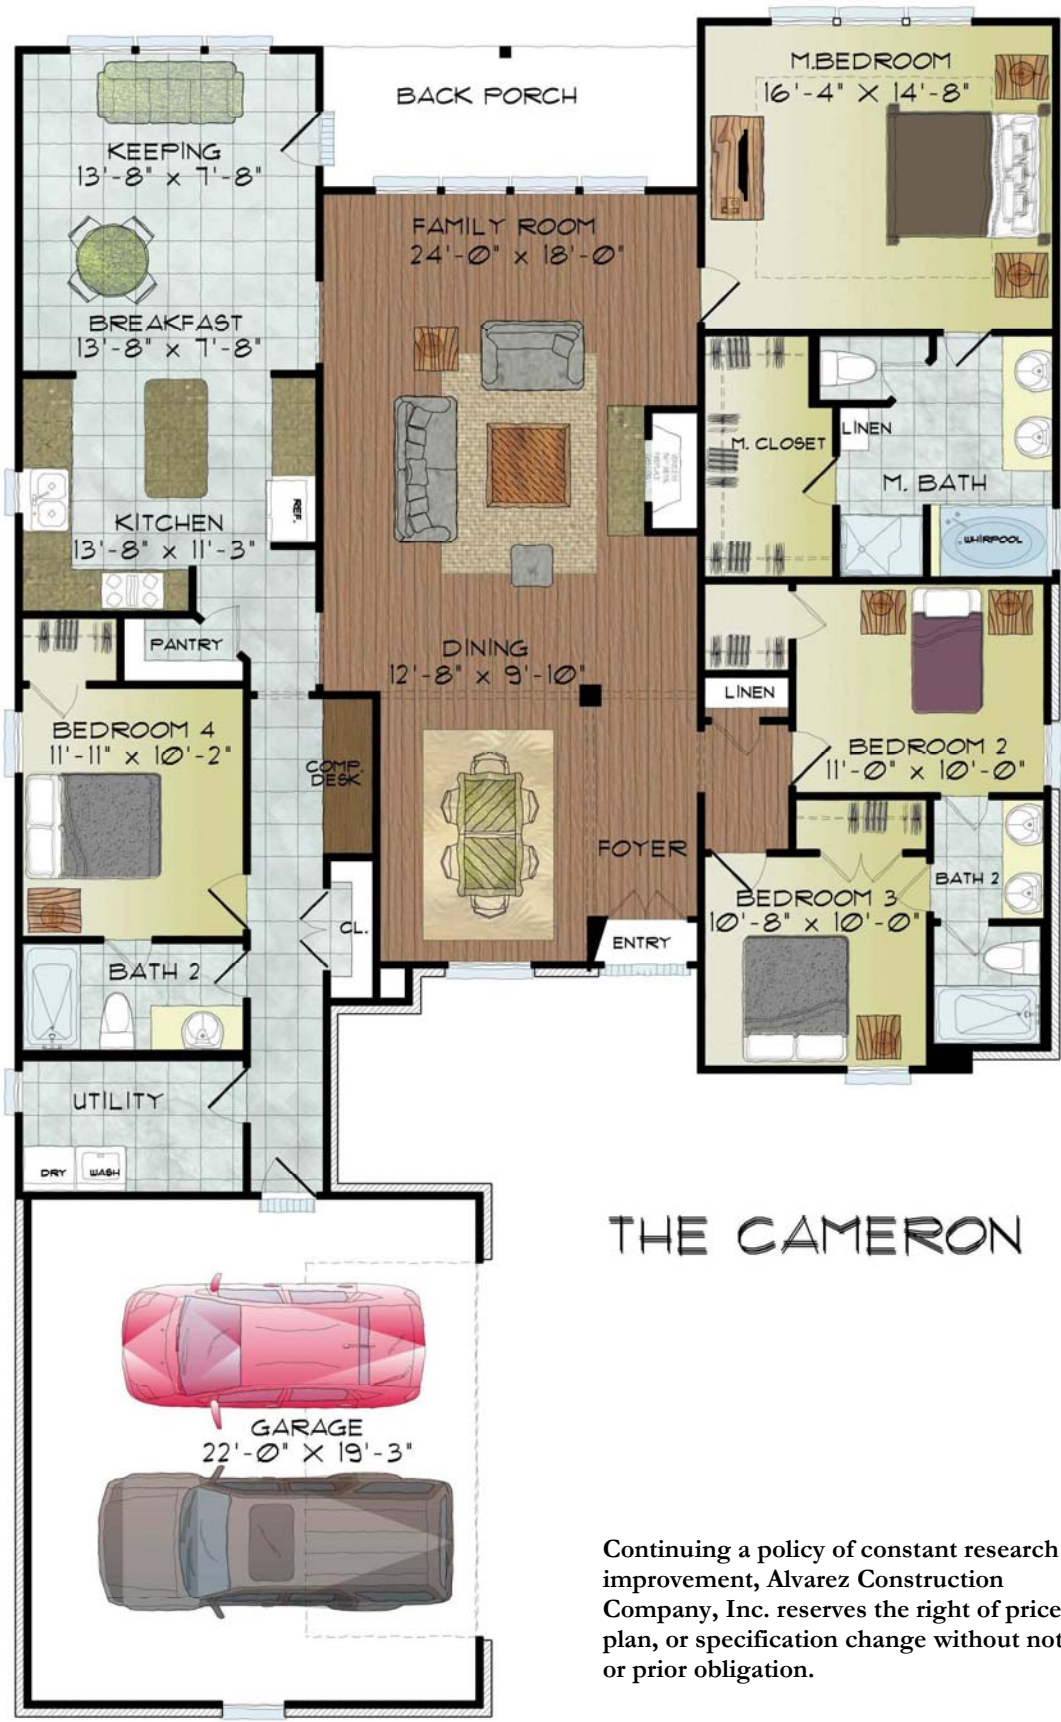 M.BEDROOM
16'-4" X 14'-8"
BACK PORCH
KEEPING
13'-8" x 7'-8"
FAMILY ROOM
24'-0" x 18'-0"
BREAKFAST
13'-8" x 7'-8"
LINEN
M. CLOSET
M. BATH
REF.
KITCHEN
13'-8" x 11'-3"
WHIRPOOL
PANTRY
DINING
12'-8" x 9'-10"
LINEN
BEDROOM 4
11'-11" x 10'-2"
BEDROOM 2
11'-0" x 10'-0"
COMP.
DESK
FOYER
BATH 2
BEDROOM 3
10'-8" x 10'-0"
CL.
ENTRY
BATH 2
UTILITY
DRY
WASH
THE CAMERON
GARAGE
22'-0" X 19'-3"
Continuing a policy of constant research
improvement, Alvarez Construction
Company, Inc. reserves the right of price
plan, or specification change without not
or prior obligation.